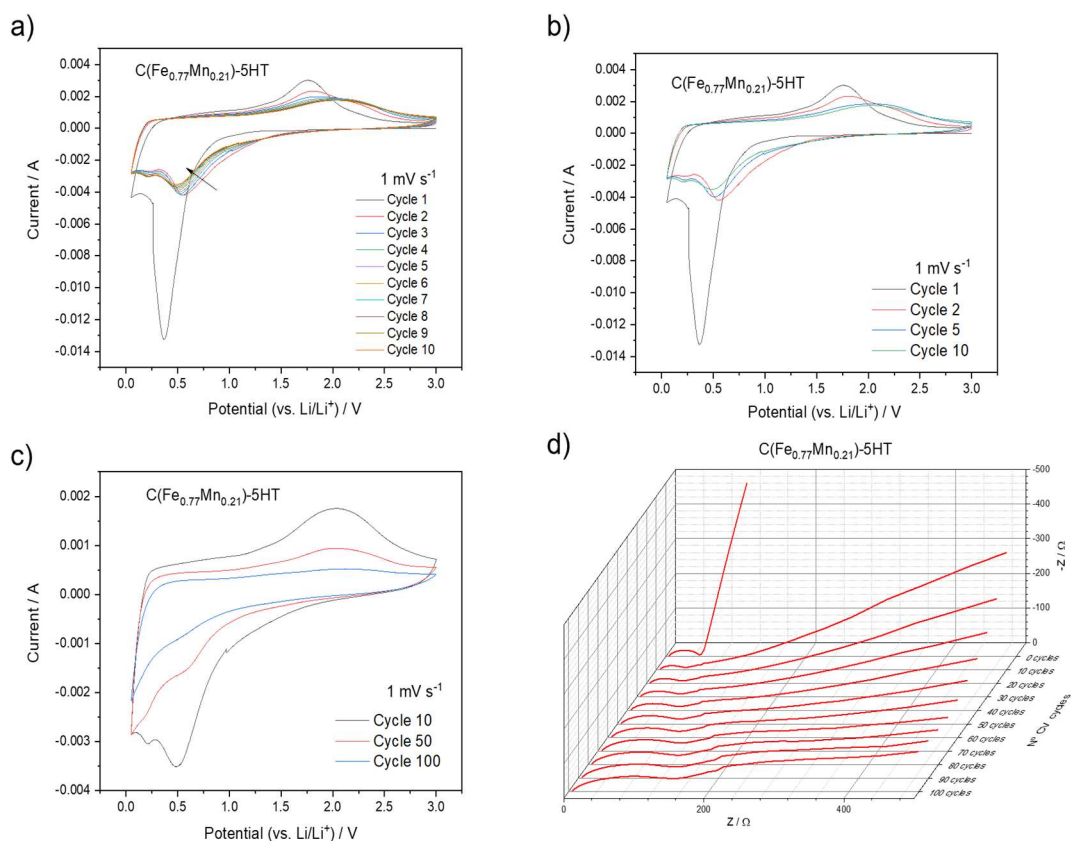 a)
C(Fe0.77Mn0.21)-5HT
0.004
0.002
0.000
-0.002
-0.004
-0.006
-0.008
-0.010
-0.012
-0.014
Current / A
1 mV s-1
Cycle 1
Cycle 2
Cycle 3
Cycle 4
Cycle 5
Cycle 6
Cycle 7
Cycle 8
Cycle 9
Cycle 10
0.0 0.5 1.0 1.5 2.0 2.5 3.0
Potential (vs. Li/Li+) / V
b)
C(Fe0.77Mn0.21)-5HT
0.004
0.002
0.000
-0.002
-0.004
-0.006
-0.008
-0.010
-0.012
-0.014
Current / A
1 mV s-1
Cycle 1
Cycle 2
Cycle 5
Cycle 10
0.0 0.5 1.0 1.5 2.0 2.5 3.0
Potential (vs. Li/Li+) / V
c)
C(Fe0.77Mn0.21)-5HT
0.002
0.001
0.000
-0.001
-0.002
-0.003
-0.004
Current / A
1 mV s-1
Cycle 10
Cycle 50
Cycle 100
0.0 0.5 1.0 1.5 2.0 2.5 3.0
Potential (vs. Li/Li+) / V
d)
C(Fe0.77Mn0.21)-5HT
-500
-400
-300
-200
-100
0
-Z / Ω
0 cycles
10 cycles
20 cycles
30 cycles
40 cycles
50 cycles
60 cycles
70 cycles
80 cycles
90 cycles
100 cycles
Nº CV cycles
0 200 400
Z / Ω